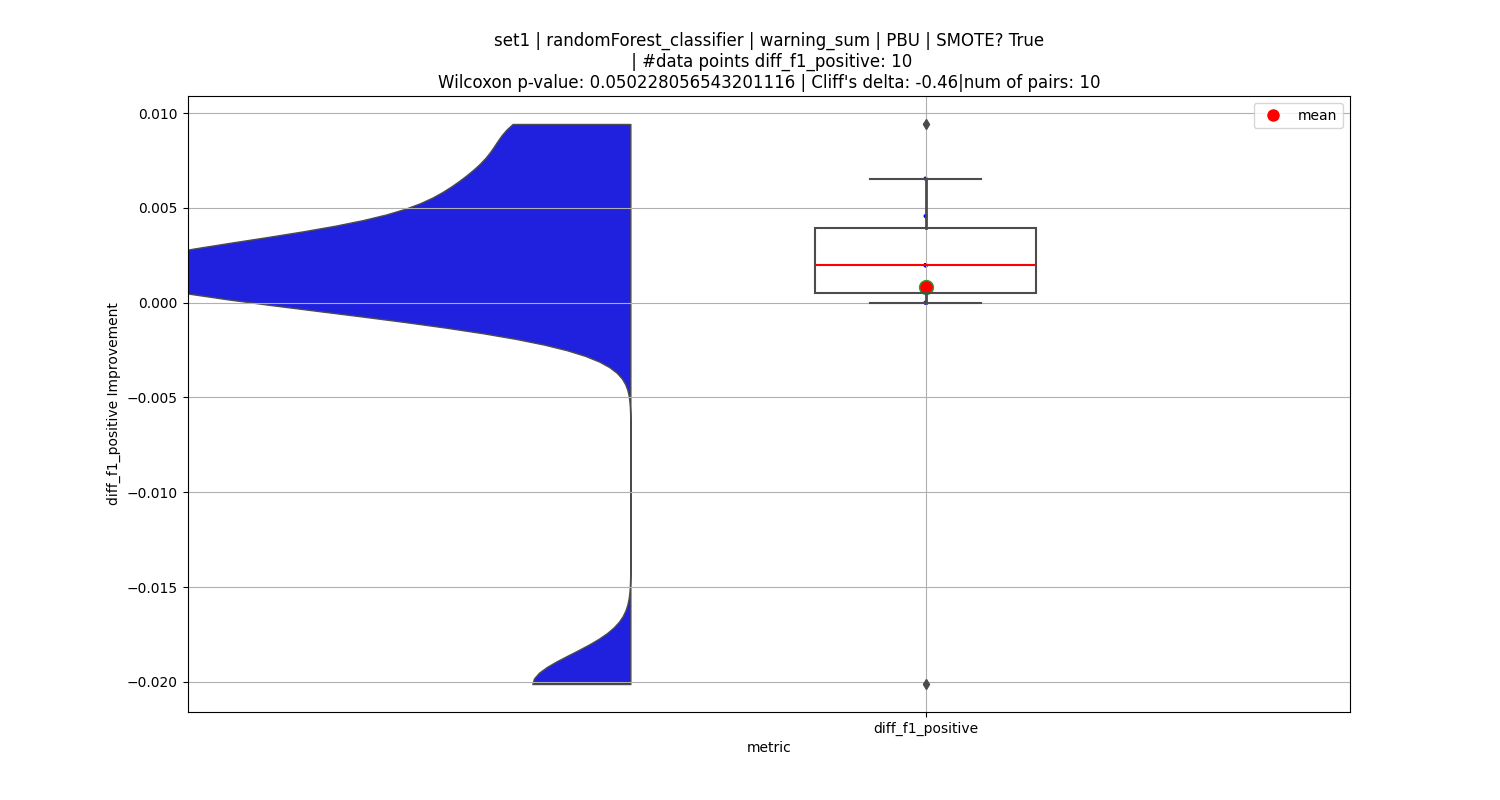 set1 | randomForest_classifier | warning_sum | PBU | SMOTE? True
| #data points diff_f1_positive: 10
Wilcoxon p-value: 0.050228056543201116 | Cliff's delta: -0.46|num of pairs: 10
mean
0.010
0.005
0.000
−0.005
−0.010
−0.015
−0.020
diff_f1_positive Improvement
diff_f1_positive
metric